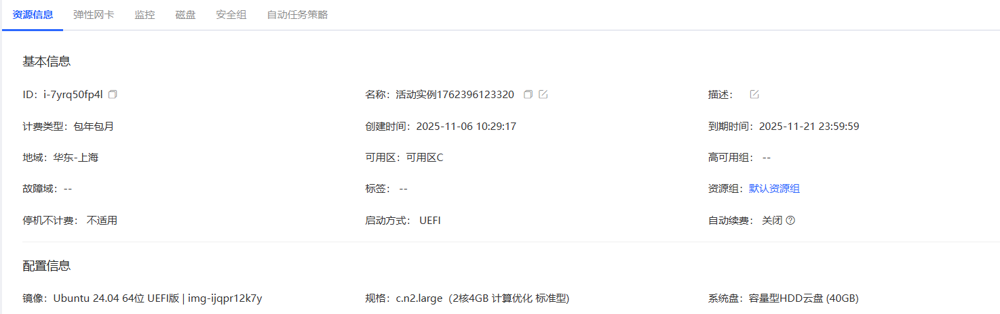 资源信息 弹性网卡 监控 磁盘 安全组 自动任务策略
基本信息
ID：i-7yrq50fp4l 名称：活动实例1762396123320 描述：
计费类型：包年包月 创建时间：2025-11-06 10:29:17 到期时间：2025-11-21 23:59:59
地域：华东-上海 可用区：可用区C 高可用组： --
故障域：-- 标签： -- 资源组：默认资源组
停机不计费： 不适用 启动方式： UEFI 自动续费： 关闭
配置信息
镜像：Ubuntu 24.04 64位 UEFI版 | img-ijqpr12k7y 规格：c.n2.large（2核4GB 计算优化 标准型) 系统盘：容量型HDD云盘 (40GB)